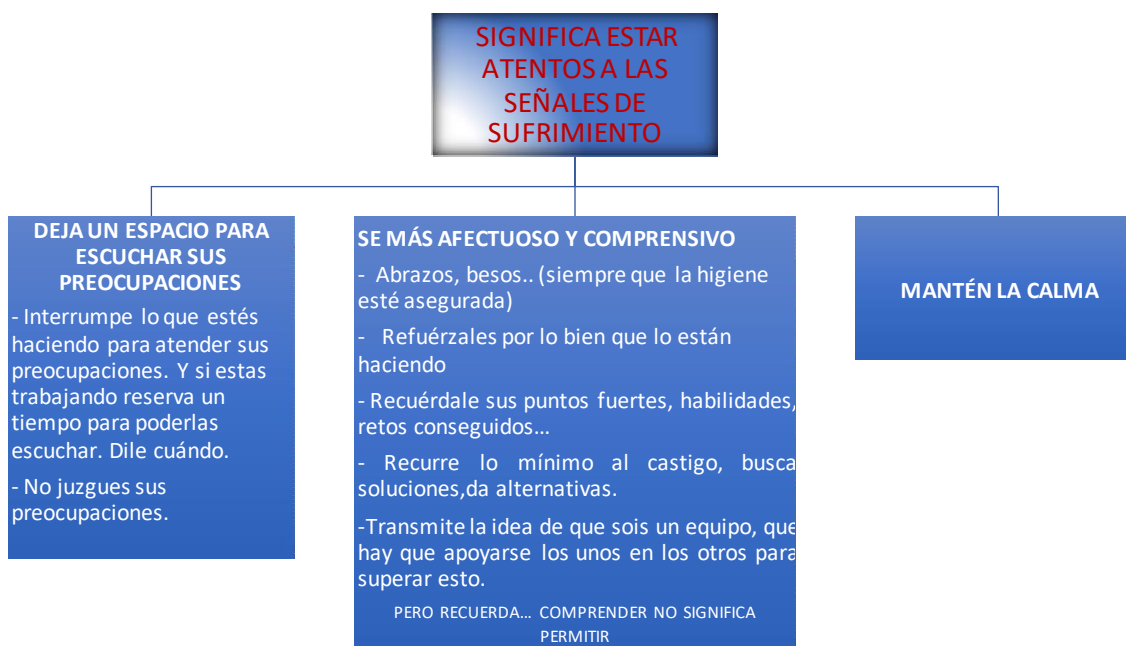 SIGNIFICA ESTAR
ATENTOS A LAS
SEÑALES DE
SUFRIMIENTO
DEJA UN ESPACIO PARA
ESCUCHAR SUS
PREOCUPACIONES
- Interrumpe lo que estés
haciendo para atender sus
preocupaciones. Y si estas
trabajando reserva un
tiempo para poderlas
escuchar. Dile cuándo.
- No juzgues sus
preocupaciones.
SE MÁS AFECTUOSO Y COMPRENSIVO
- Abrazos, besos.. (siempre que la higiene
esté asegurada)
- Refuérzales por lo bien que lo están
haciendo
- Recuérdale sus puntos fuertes, habilidades,
retos conseguidos...
- Recurre lo mínimo al castigo, busca
soluciones,da alternativas.
-Transmite la idea de que sois un equipo, que
hay que apoyarse los unos en los otros para
superar esto.
PERO RECUERDA... COMPRENDER NO SIGNIFICA
PERMITIR
MANTÉN LA CALMA